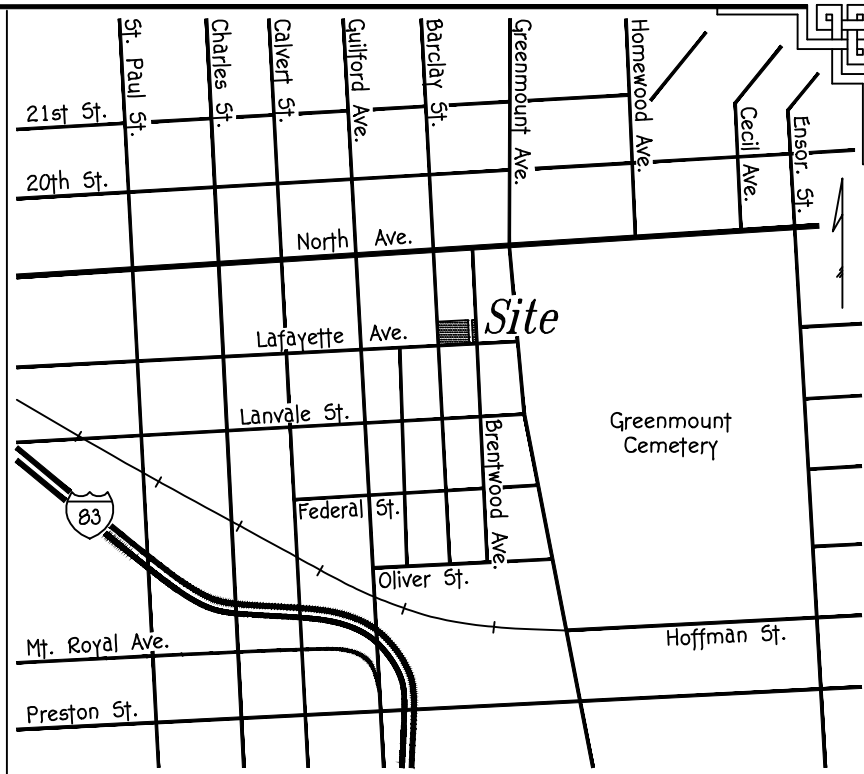 St. Paul St.
Charles St.
Calvert St.
Guilford Ave.
Barclay St.
Greenmount Ave.
Homewood Ave.
Cecil Ave.
Ensor. St.
21st St.
20th St.
North Ave.
Site
Lafayette Ave.
Lanvale St.
Greenmount
Cemetery
Brentwood Ave.
Federal St.
83
Oliver St.
Hoffman St.
Mt. Royal Ave.
Preston St.